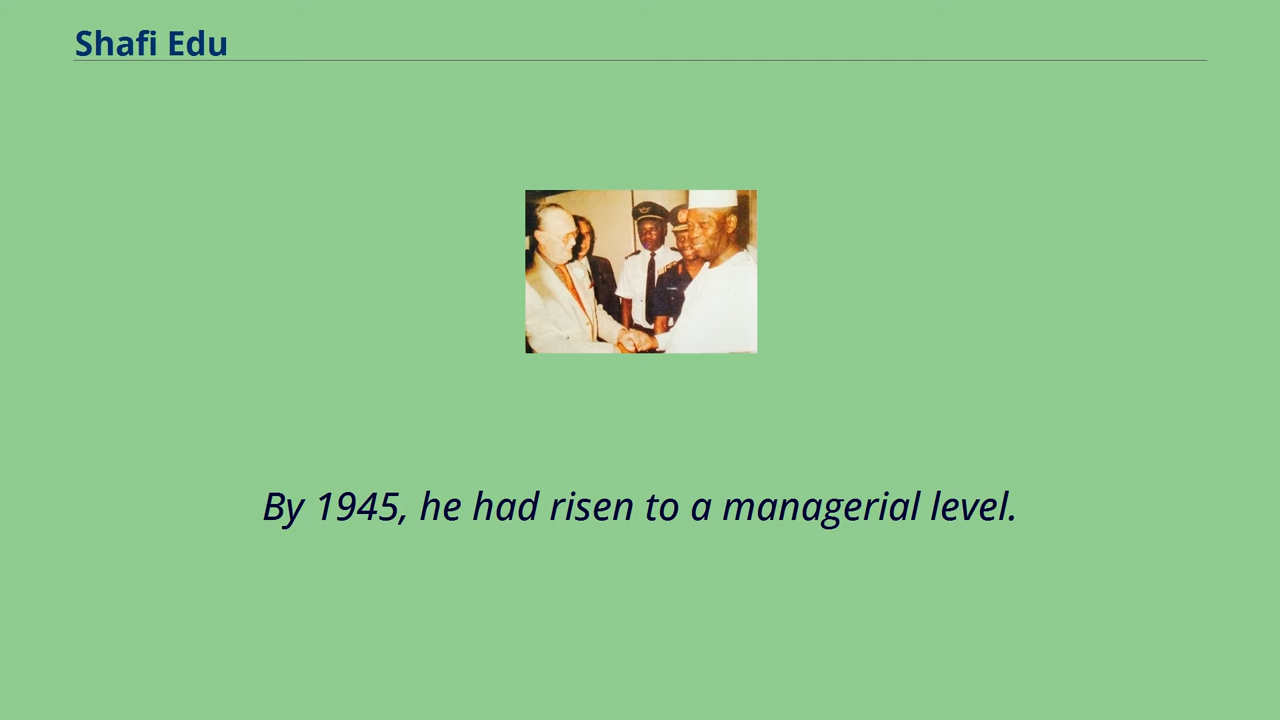 Shafi Edu
By 1945, he had risen to a managerial level.